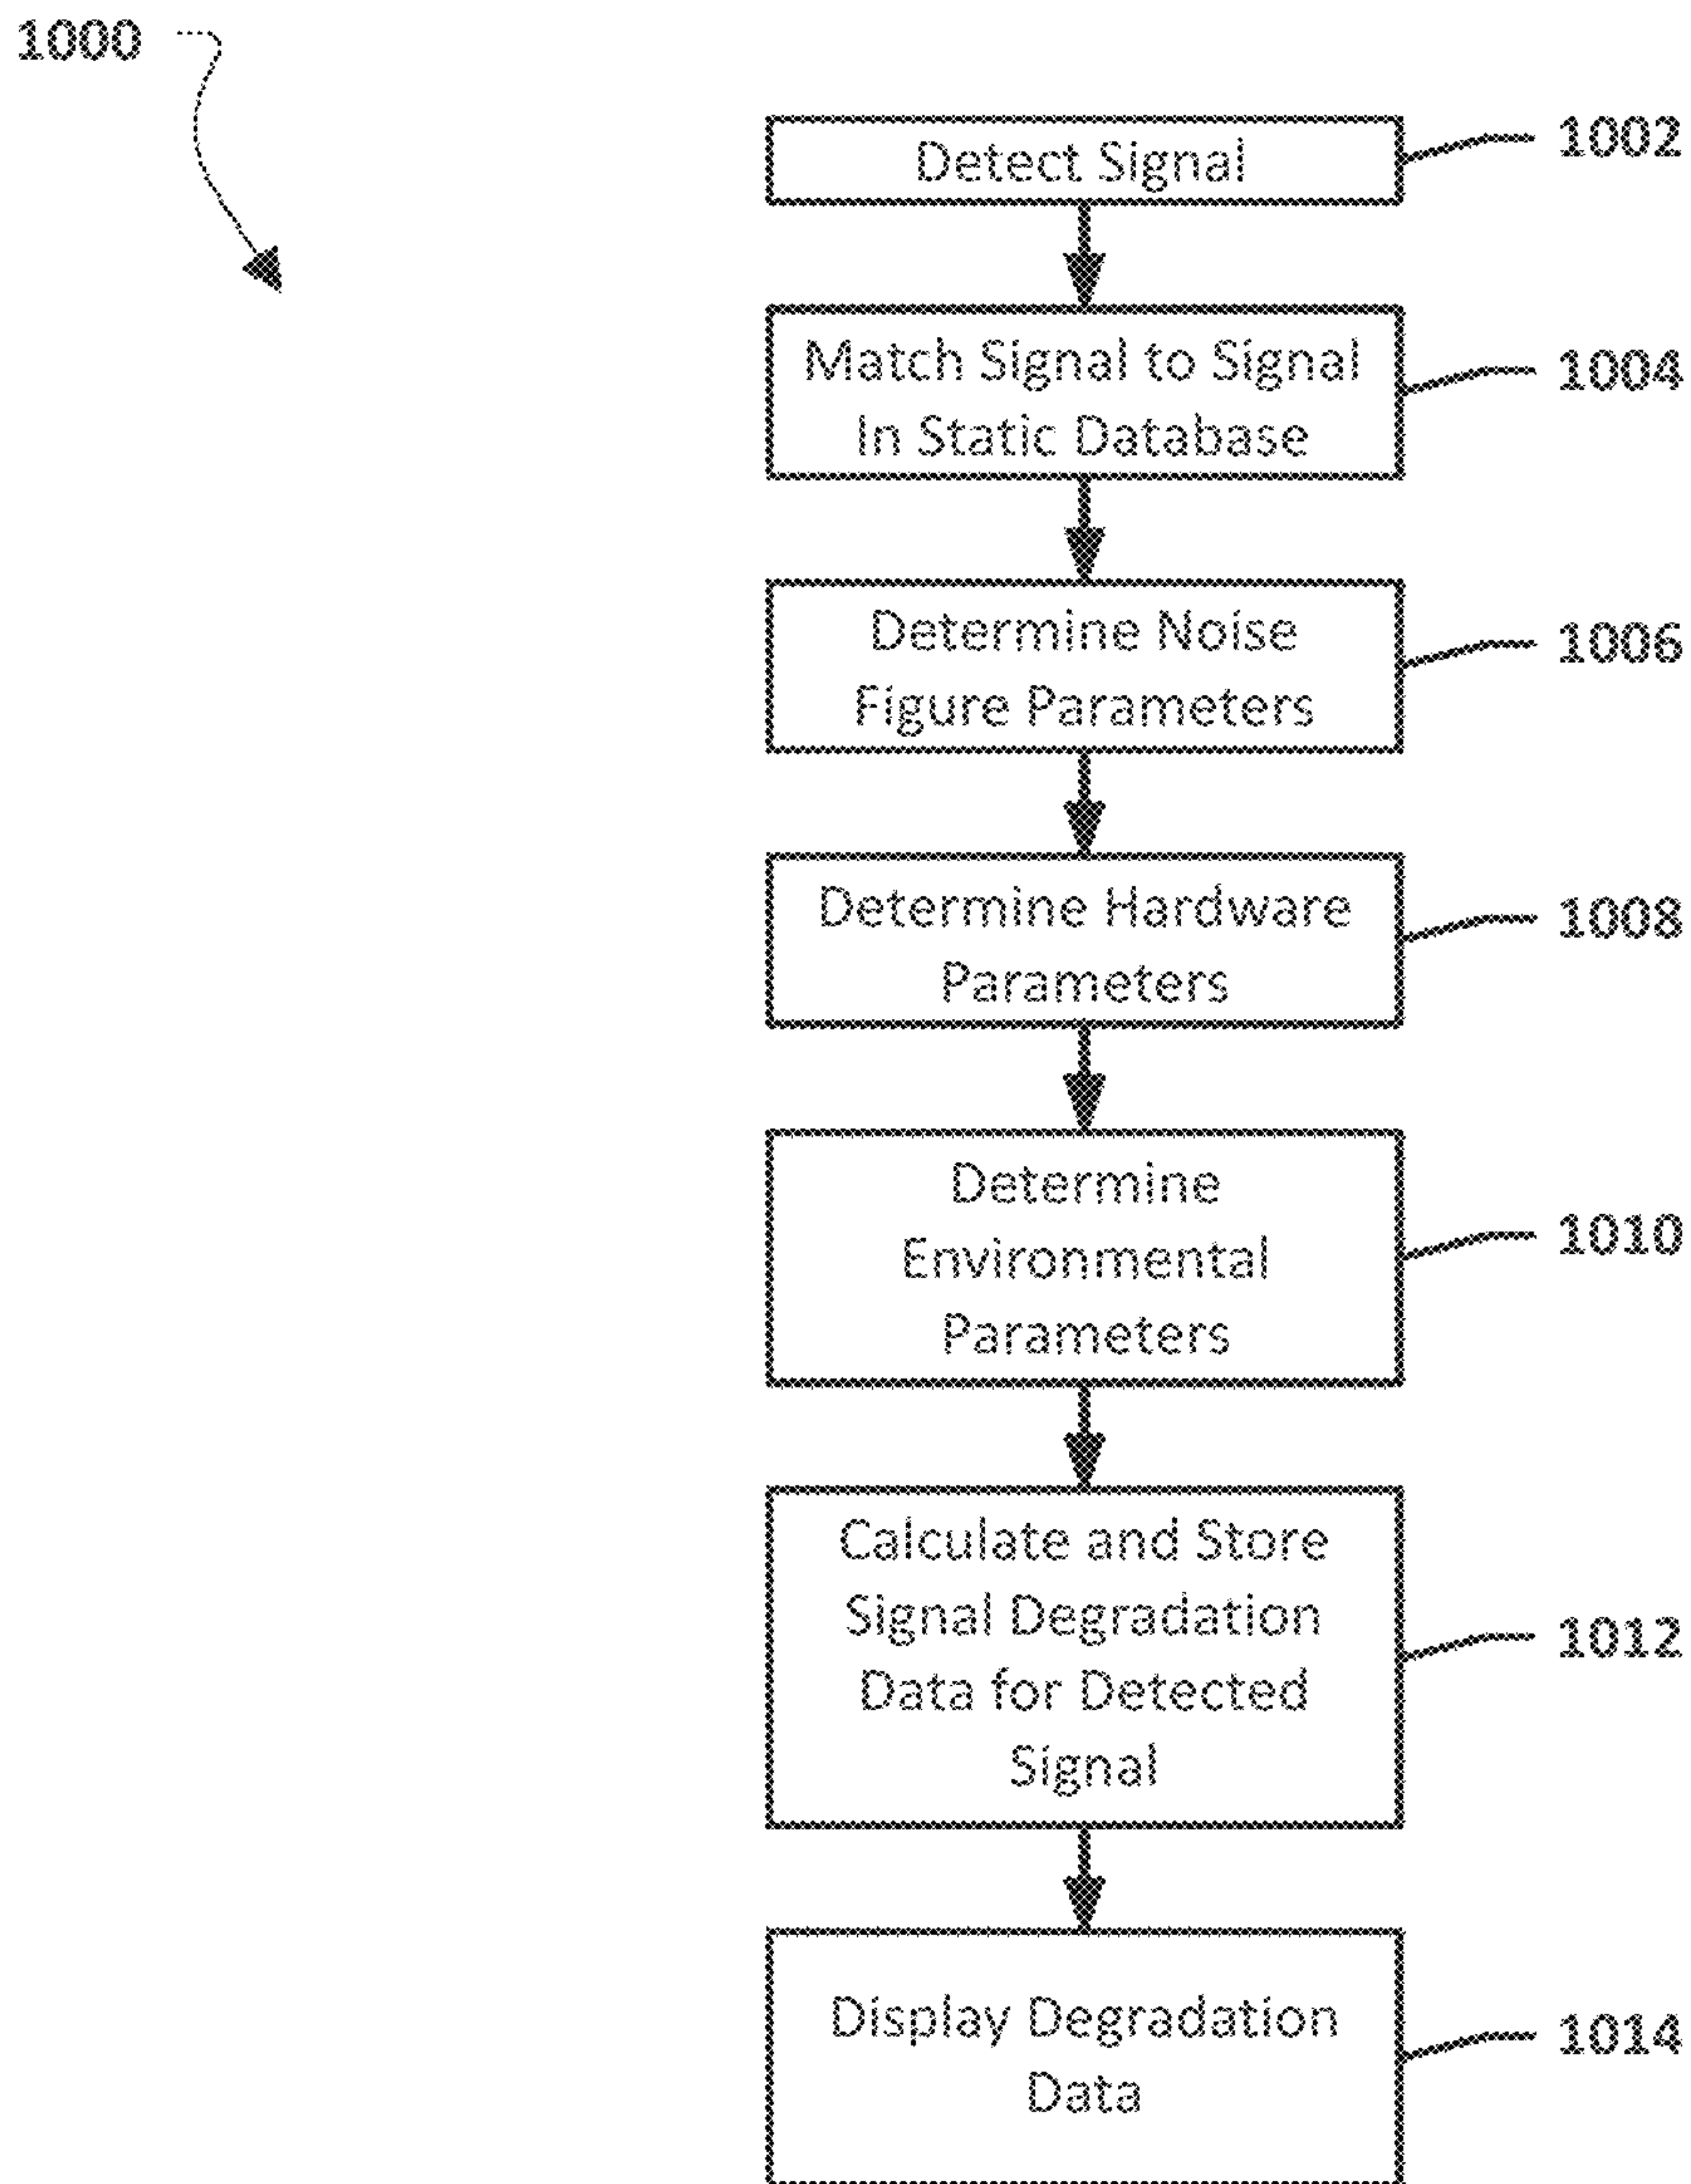 1000
Detect Signal
1002
Match Signal to Signal
In Static Database
1004
Determine Noise
Figure Parameters
1006
Determine Hardware
Parameters
1008
Determine
Environmental
Parameters
1010
Calculate and Store
Signal Degradation
Data for Detected
Signal
1012
Display Degradation
Data
1014